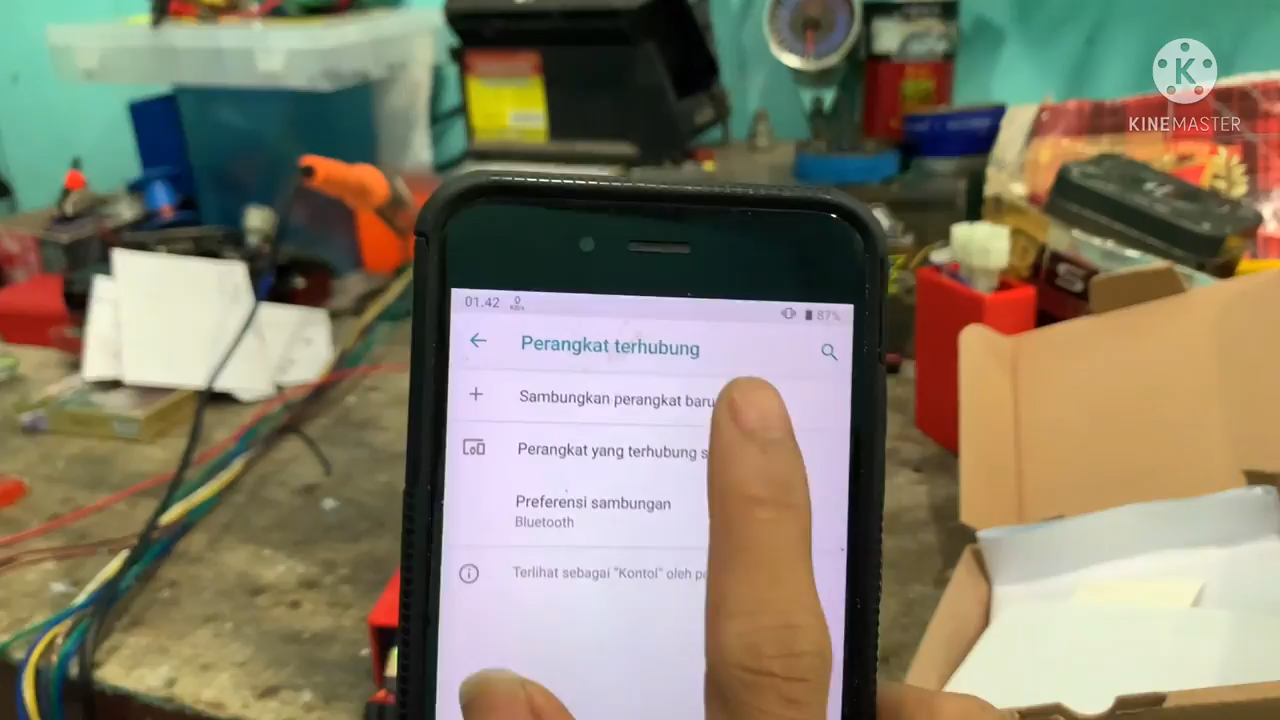 K
KINEMASTER
01.42
87%
Perangkat terhubung
Sambungkan perangkat baru
Perangkat yang terhubung s
Preferensi sambungan
Bluetooth
Terlihat sebagai "Kontol" oleh